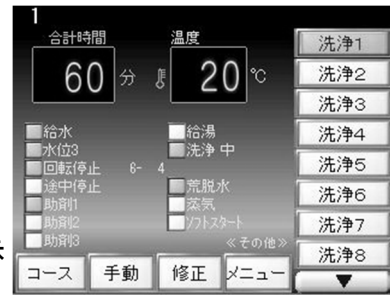 1
合計時間 温度
60 分 20 ℃
給水 給湯
水位3 洗浄 中
回転停止 6- 4
途中停止 荒脱水
助剤1 蒸気
助剤2 ソフトスタート
助剤3 ≪その他≫
コース 手動 修正 メニュー
洗浄1
洗浄2
洗浄3
洗浄4
洗浄5
洗浄6
洗浄7
洗浄8
▼